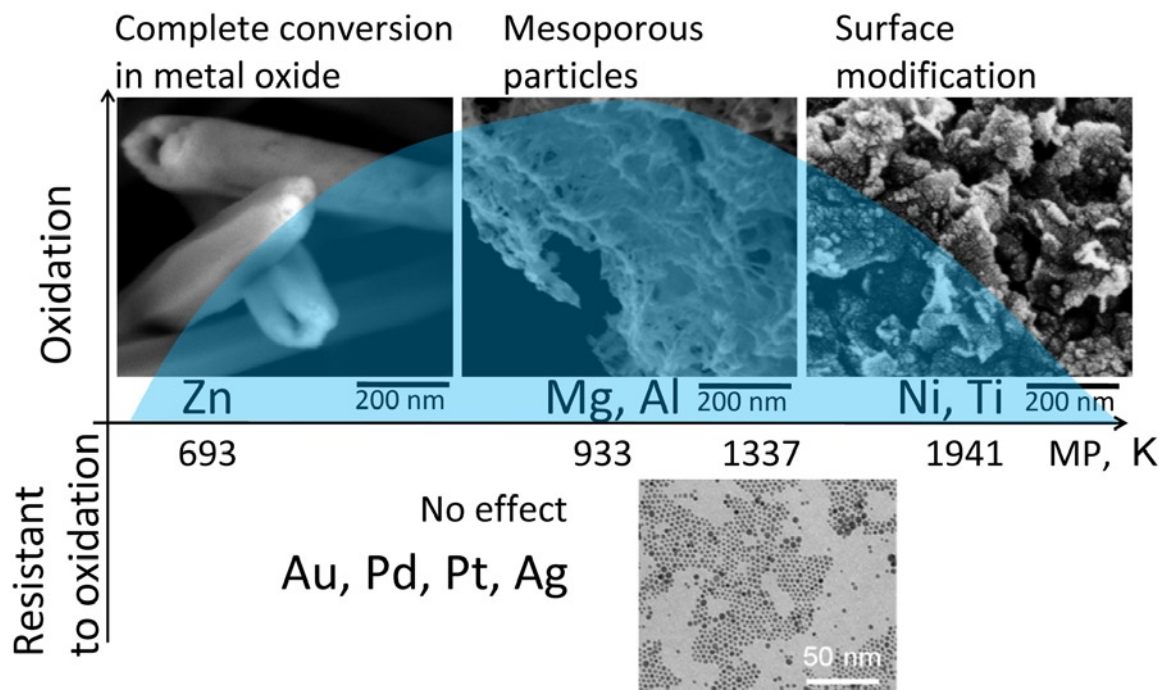 Complete conversion
in metal oxide
Mesoporous
particles
Surface
modification
Oxidation
Zn
200 nm
Mg, Al
200 nm
Ni, Ti
200 nm
693
933
1337
1941
MP, K
Resistant
to oxidation
No effect
Au, Pd, Pt, Ag
50 nm